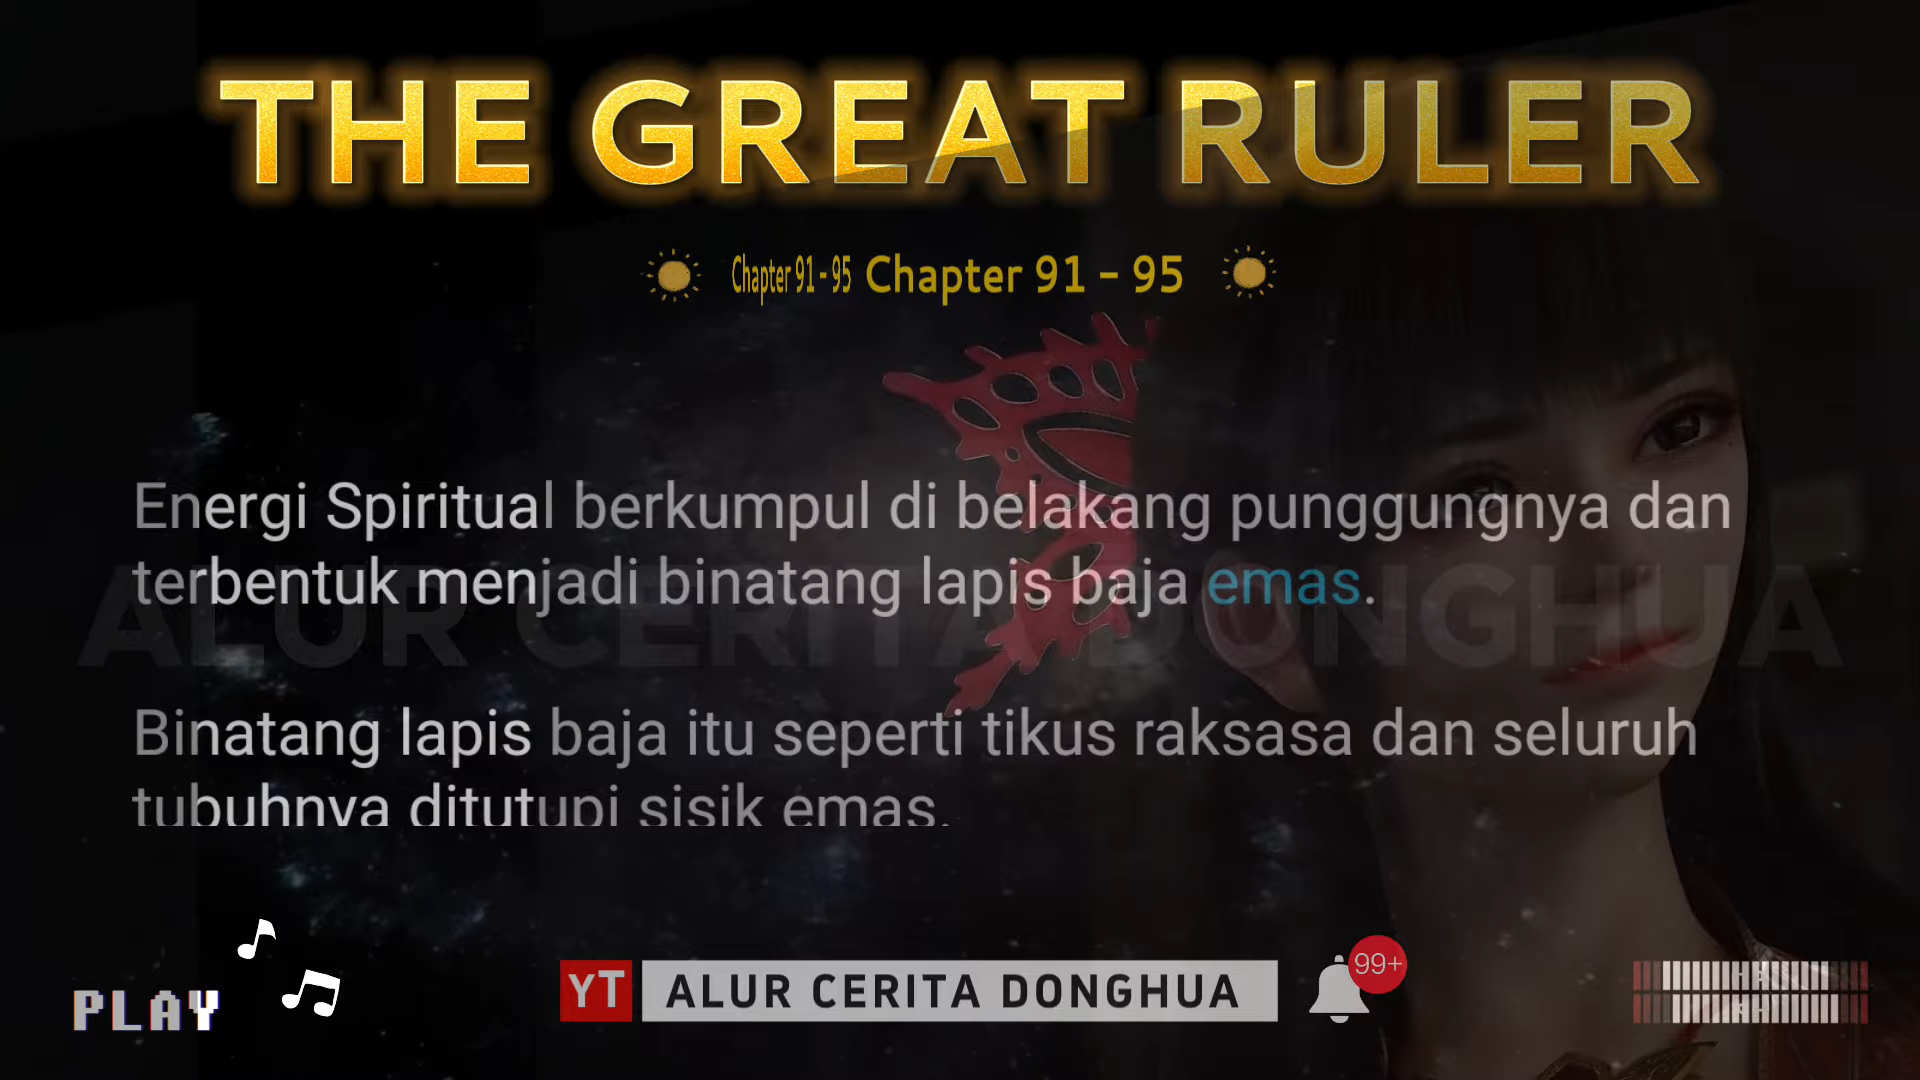 THE GREAT RULER
Chapter 91 - 95 Chapter 91 - 95
Energi Spiritual berkumpul di belakang punggungnya dan
terbentuk menjadi binatang lapis baja emas.
ALUR CERITA DONGHUA
Binatang lapis baja itu seperti tikus raksasa dan seluruh
tubuhnya ditutupi sisik emas.
PLAY
YT ALUR CERITA DONGHUA
99+